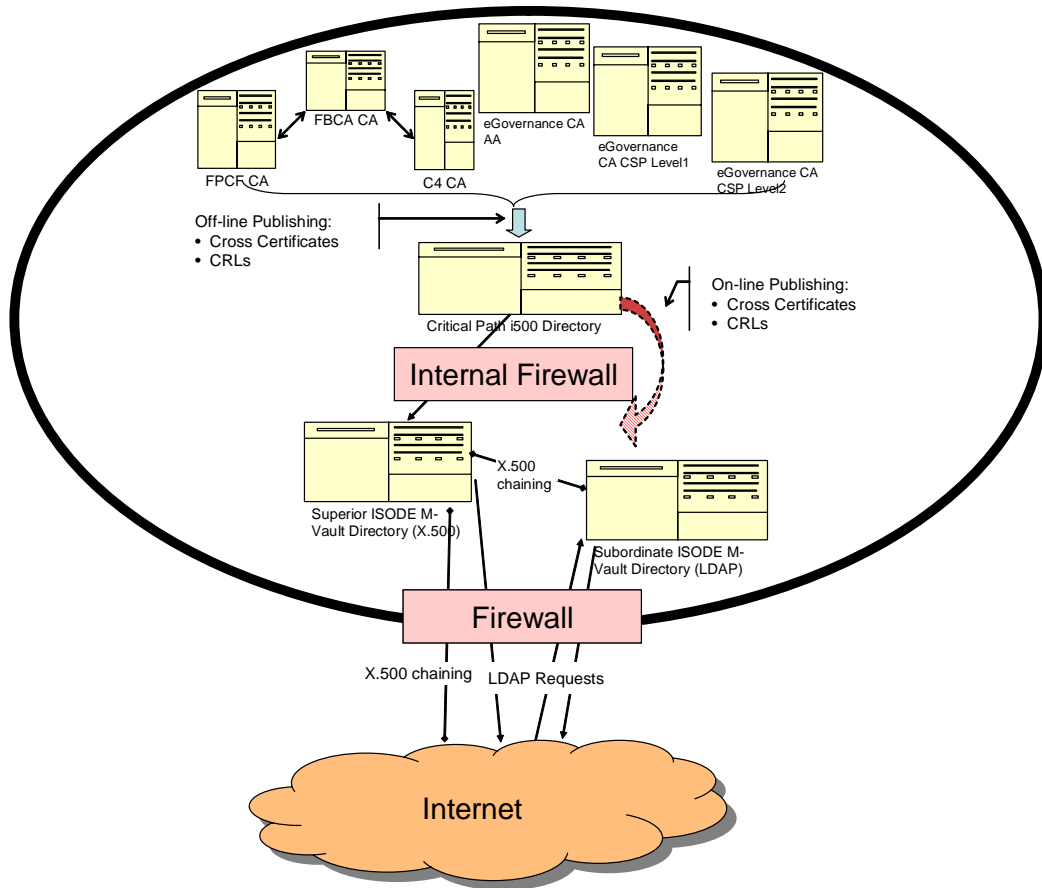 FBCA CA
eGovernance CA
AA
eGovernance
CA CSP Level1
eGovernance CA
CSP Level2
FPCF CA
C4 CA
Off-line Publishing:
• Cross Certificates
• CRLs
On-line Publishing:
• Cross Certificates
• CRLs
Critical Path i500 Directory
Internal Firewall
X.500
chaining
Superior ISODE M-
Vault Directory (X.500)
Subordinate ISODE M-
Vault Directory (LDAP)
Firewall
X.500 chaining
LDAP Requests
Internet